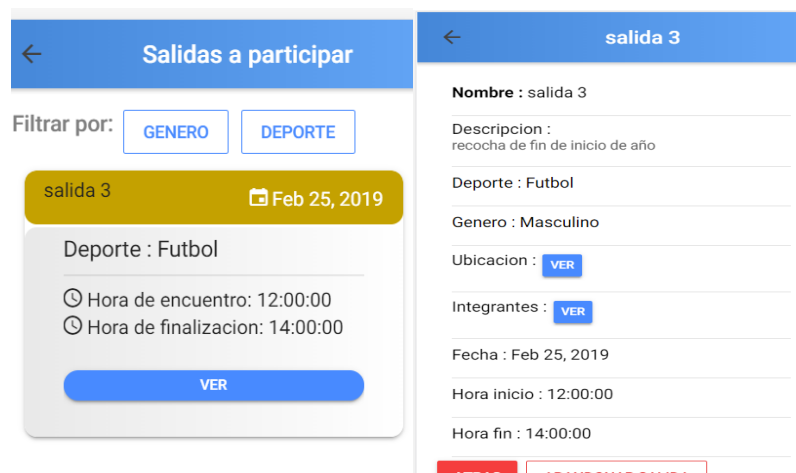 Salidas a participar
Filtrar por: GENERO DEPORTE
salida 3 Feb 25, 2019
Deporte : Futbol
Hora de encuentro: 12:00:00
Hora de finalizacion: 14:00:00
VER
salida 3
Nombre : salida 3
Descripcion :
recocha de fin de inicio de año
Deporte : Futbol
Genero : Masculino
Ubicacion : VER
Integrantes : VER
Fecha : Feb 25, 2019
Hora inicio : 12:00:00
Hora fin : 14:00:00